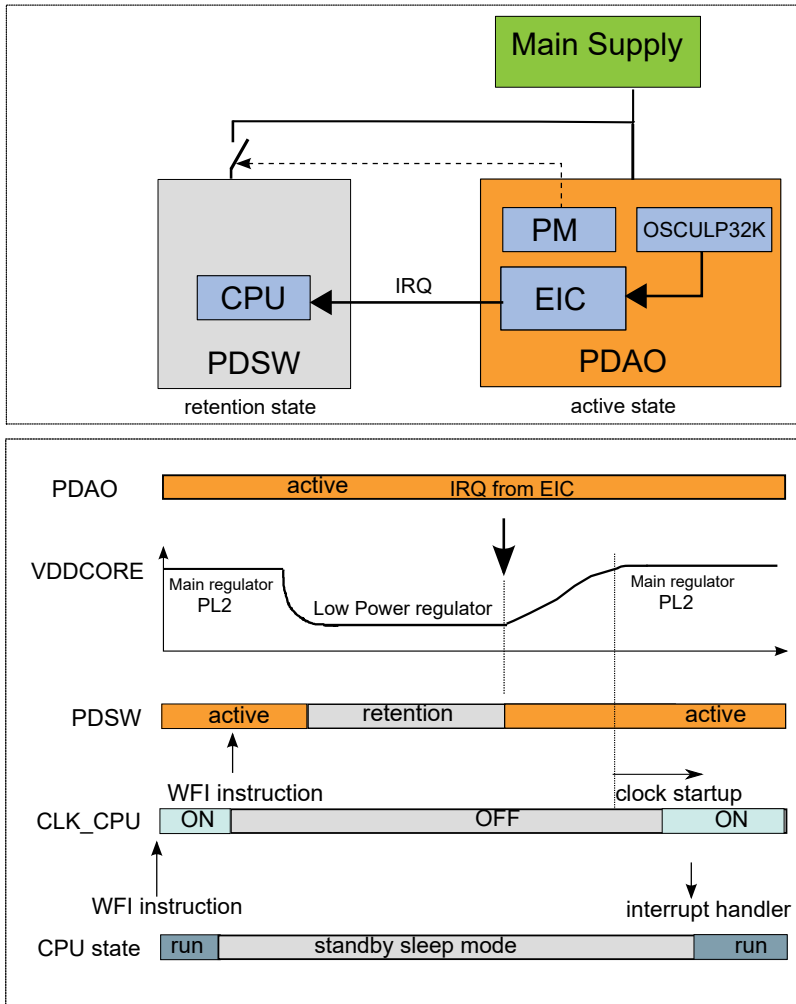 Main Supply
PM
OSCULP32K
CPU
IRQ
EIC
PDSW
PDAO
retention state
active state
PDAO
active
IRQ from EIC
VDDCORE
Main regulator
PL2
Low Power regulator
Main regulator
PL2
PDSW
active
retention
active
WFI instruction
clock startup
CLK_CPU
ON
OFF
ON
WFI instruction
interrupt handler
CPU state
run
standby sleep mode
run